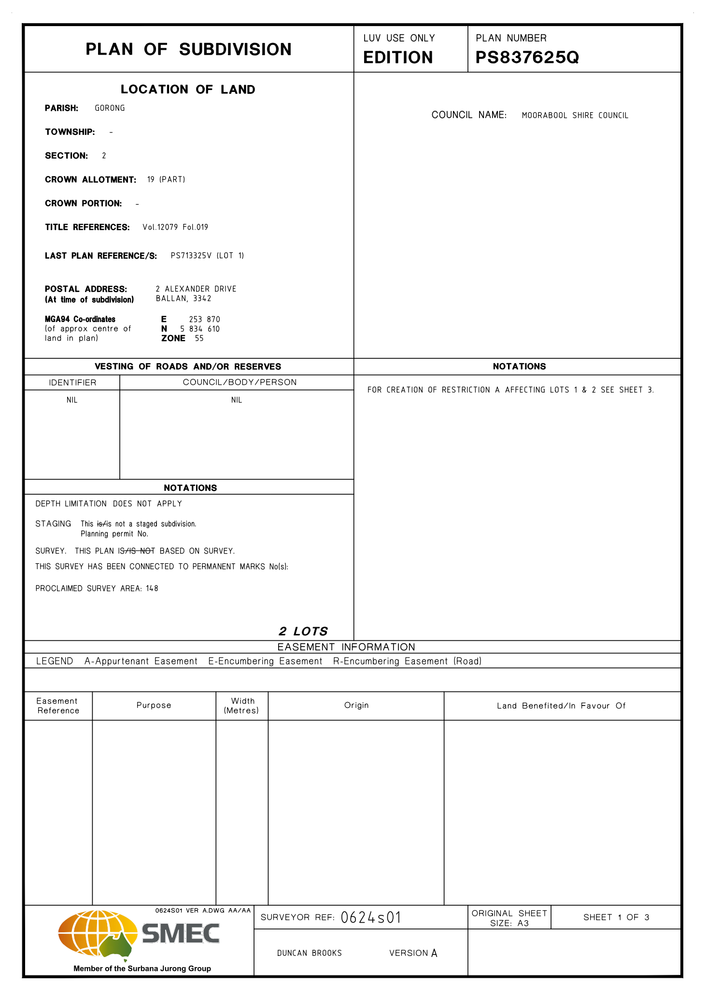 PLAN OF SUBDIVISION
LUV USE ONLY
EDITION
PLAN NUMBER
PS837625Q
LOCATION OF LAND
PARISH: GORONG
TOWNSHIP: -
SECTION: 2
CROWN ALLOTMENT: 19 (PART)
CROWN PORTION: -
TITLE REFERENCES: Vol.12079 Fol.019
LAST PLAN REFERENCE/S: PS713325V (LOT 1)
POSTAL ADDRESS: 2 ALEXANDER DRIVE
(At time of subdivision) BALLAN, 3342
MGA94 Co-ordinates E 253 870
(of approx centre of N 5 834 610
land in plan) ZONE 55
COUNCIL NAME: MOORABOOL SHIRE COUNCIL
VESTING OF ROADS AND/OR RESERVES
IDENTIFIER COUNCIL/BODY/PERSON
NIL NIL
NOTATIONS
FOR CREATION OF RESTRICTION A AFFECTING LOTS 1 & 2 SEE SHEET 3.
NOTATIONS
DEPTH LIMITATION DOES NOT APPLY
STAGING This is/is not a staged subdivision.
Planning permit No.
SURVEY. THIS PLAN IS/IS NOT BASED ON SURVEY.
THIS SURVEY HAS BEEN CONNECTED TO PERMANENT MARKS No(s):
PROCLAIMED SURVEY AREA: 148
2 LOTS
EASEMENT INFORMATION
LEGEND A-Appurtenant Easement E-Encumbering Easement R-Encumbering Easement (Road)
Easement
Reference
Purpose
Width
(Metres)
Origin
Land Benefited/In Favour Of
0624S01 VER A.DWG AA/AA
SMEC
Member of the Surbana Jurong Group
SURVEYOR REF: 0624s01
DUNCAN BROOKS VERSION A
ORIGINAL SHEET
SIZE: A3
SHEET 1 OF 3